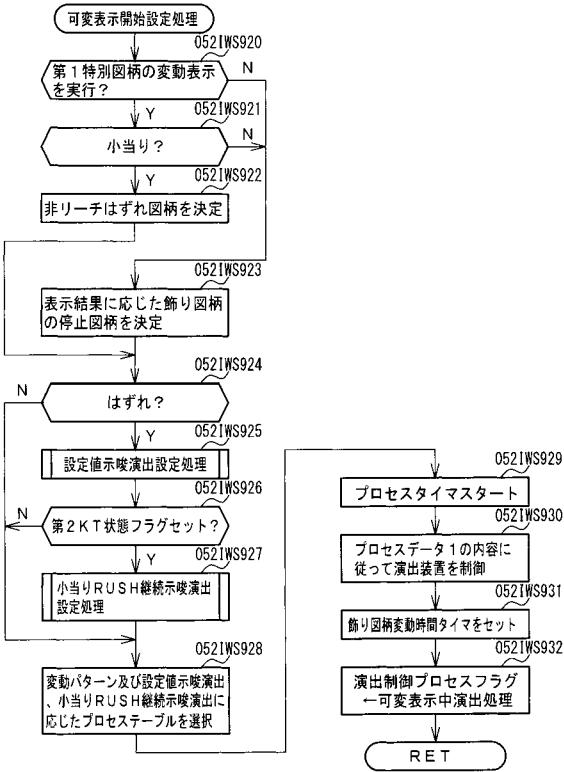 可変表示開始設定処理
052IWS920
第1特別図柄の変動表示
を実行?
N
Y
052IWS921
小当り?
N
Y
052IWS922
非リーチはずれ図柄を決定
052IWS923
表示結果に応じた飾り図柄
の停止図柄を決定
052IWS924
はずれ?
N
Y
052IWS925
設定値示唆演出設定処理
052IWS926
第2KT状態フラグセット?
N
Y
052IWS927
小当りRUSH継続示唆演出
設定処理
052IWS928
変動パターン及び設定値示唆演出
、小当りRUSH継続示唆演出に
応じたプロセステーブルを選択
052IWS929
プロセスタイマスタート
052IWS930
プロセスデータ1の内容に
従って演出装置を制御
052IWS931
飾り図柄変動時間タイマをセット
052IWS932
演出制御プロセスフラグ
←可変表示中演出処理
RET